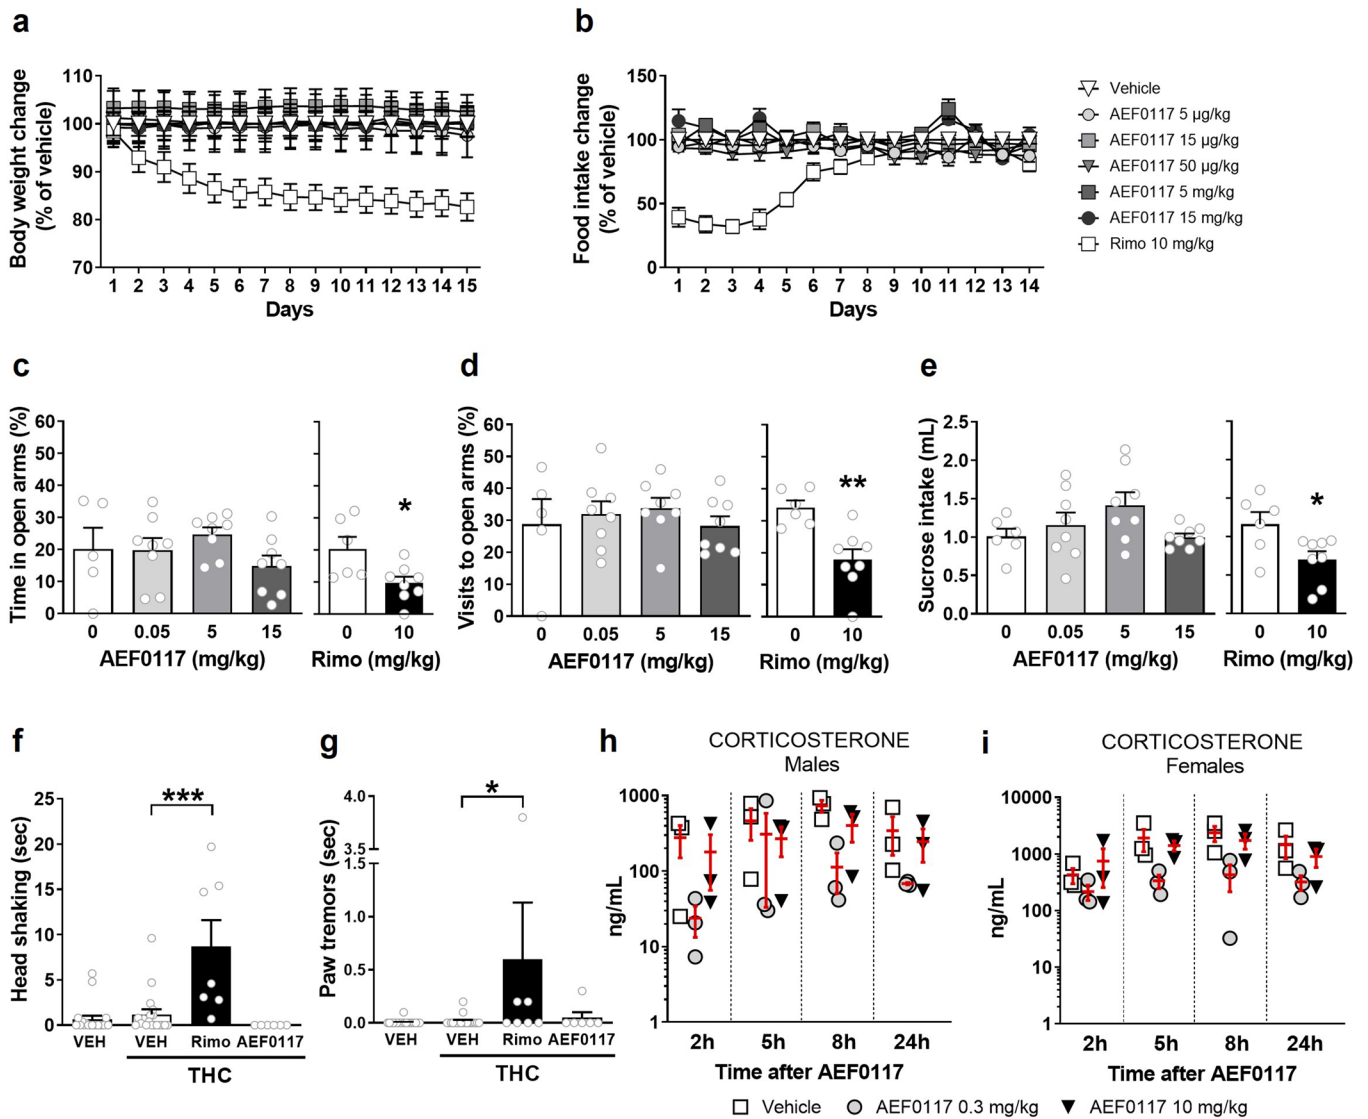 a
Body weight change
(% of vehicle)
110
100
90
80
70
1 2 3 4 5 6 7 8 9 10 11 12 13 14 15
Days
b
Food intake change
(% of vehicle)
150
100
50
0
1 2 3 4 5 6 7 8 9 10 11 12 13 14
Days
Vehicle
AEF0117 5 µg/kg
AEF0117 15 µg/kg
AEF0117 50 µg/kg
AEF0117 5 mg/kg
AEF0117 15 mg/kg
Rimo 10 mg/kg
c
Time in open arms (%)
60
50
40
30
20
10
0
*
0 0.05 5 15
AEF0117 (mg/kg)
0 10
Rimo (mg/kg)
d
Visits to open arms (%)
60
50
40
30
20
10
0
**
0 0.05 5 15
AEF0117 (mg/kg)
0 10
Rimo (mg/kg)
e
Sucrose intake (mL)
2.5
2.0
1.5
1.0
0.5
0.0
*
0 0.05 5 15
AEF0117 (mg/kg)
0 10
Rimo (mg/kg)
f
Head shaking (sec)
25
20
15
10
5
0
***
VEH VEH Rimo AEF0117
THC
g
Paw tremors (sec)
4.0
3.5
1.5
1.0
0.5
0.0
*
VEH VEH Rimo AEF0117
THC
h
CORTICOSTERONE
Males
ng/mL
1000
100
10
1
2h 5h 8h 24h
Time after AEF0117
i
CORTICOSTERONE
Females
ng/mL
10000
1000
100
10
1
2h 5h 8h 24h
Time after AEF0117
Vehicle AEF0117 0.3 mg/kg AEF0117 10 mg/kg